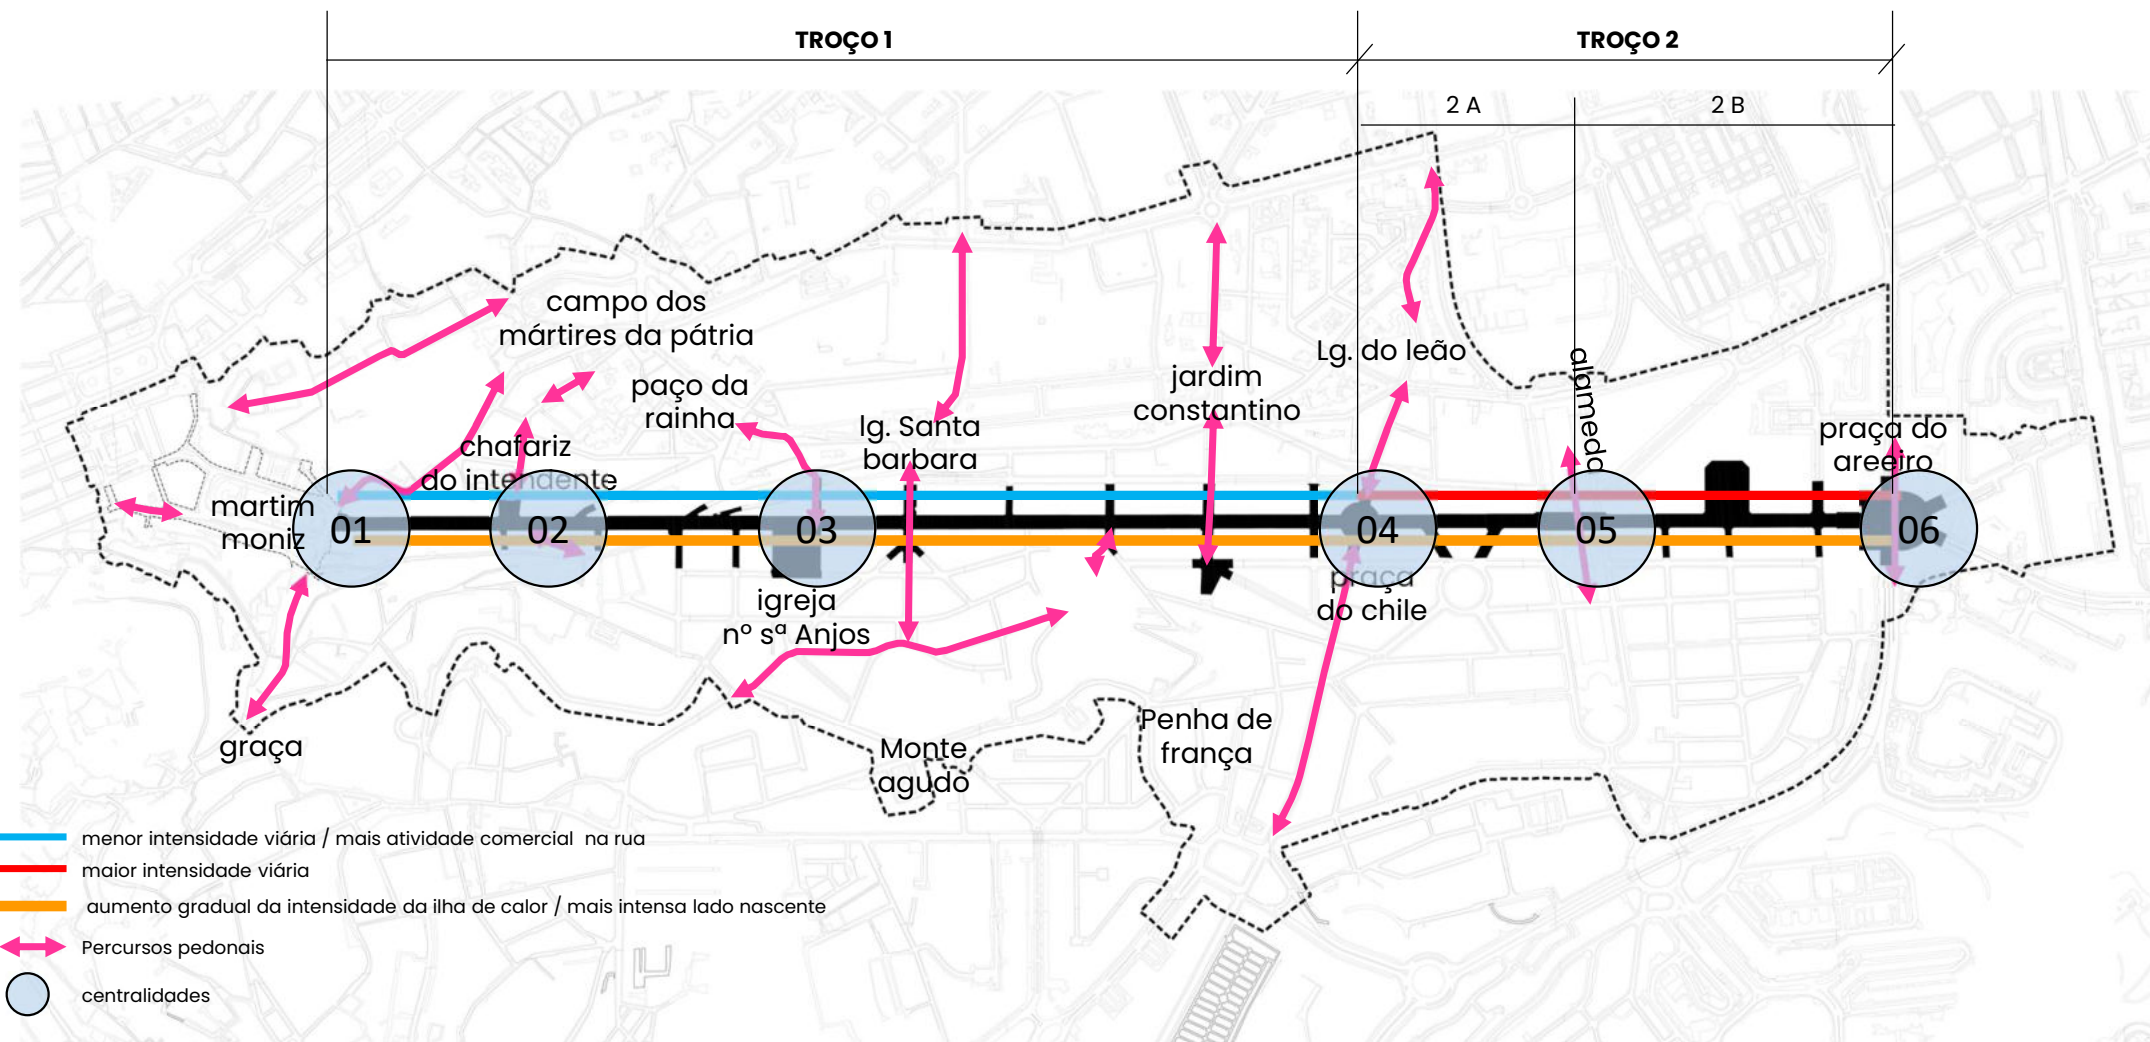 TROÇO 1
TROÇO 2
2 A
2 B
campo dos
mártires da pátria
paço da
rainha
chafariz
do intendente
lg. Santa
barbara
jardim
constantino
Lg. do leão
alameda
praça do
areeiro
martim
moniz
01
02
03
04
05
06
igreja
nº sª Anjos
praça
do chile
graça
Monte
agudo
Penha de
frança
menor intensidade viária / mais atividade comercial na rua
maior intensidade viária
aumento gradual da intensidade da ilha de calor / mais intensa lado nascente
Percursos pedonais
centralidades